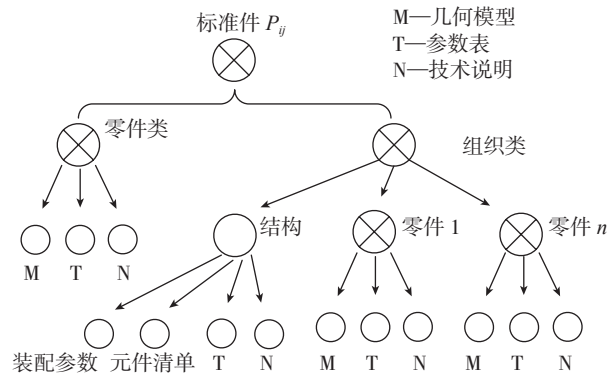 标准件 Pij
M—几何模型
T—参数表
N—技术说明
零件类
组织类
结构
零件 1
零件 n
M T N
装配参数 元件清单 T N
M T N
M T N